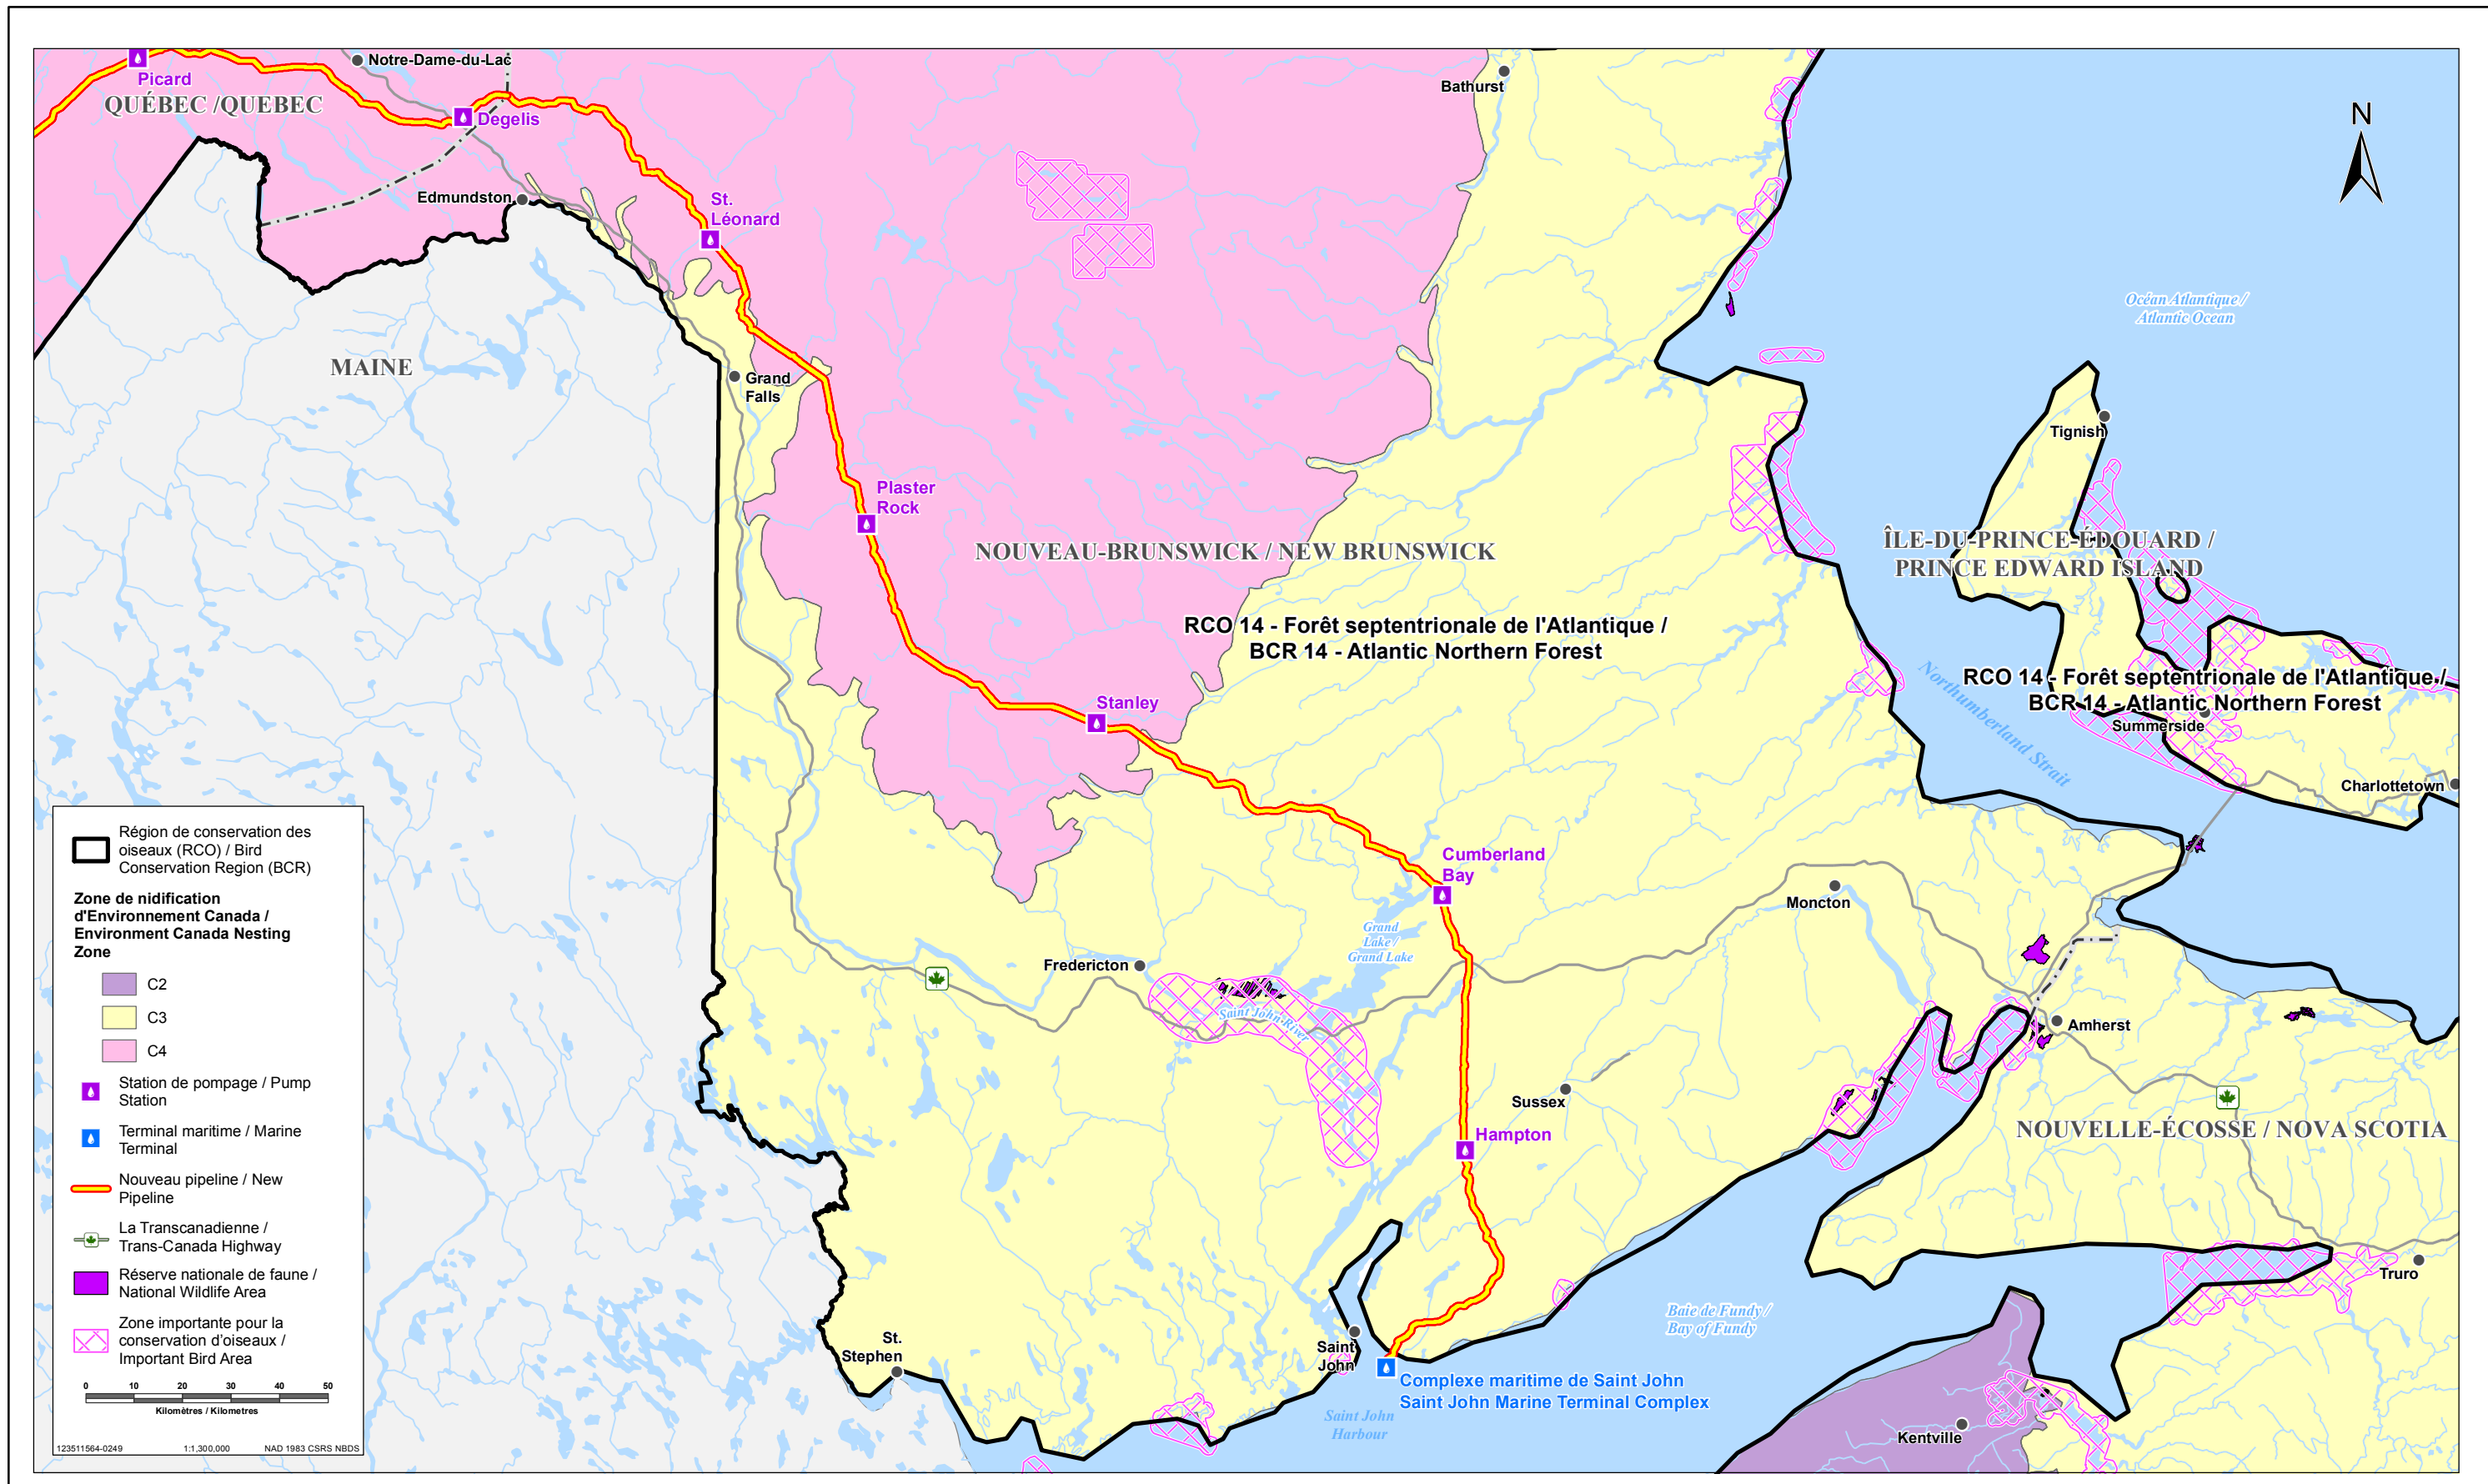 Picard
QUÉBEC /QUEBEC
Notre-Dame-du-Lac
Degelis
Edmundston
St.
Léonard
Bathurst
N
Océan Atlantique /
Atlantic Ocean
MAINE
Grand
Falls
Tignish
Plaster
Rock
NOUVEAU-BRUNSWICK / NEW BRUNSWICK
ÎLE-DU-PRINCE-ÉDOUARD /
PRINCE EDWARD ISLAND
RCO 14 - Forêt septentrionale de l'Atlantique /
BCR 14 - Atlantic Northern Forest
RCO 14 - Forêt septentrionale de l'Atlantique /
BCR 14 - Atlantic Northern Forest
Northumberland Strait
Summerside
Charlottetown
Stanley
Cumberland
Bay
Moncton
Grand
Lake /
Grand Lake
Fredericton
Saint John River
Amherst
Sussex
Hampton
NOUVELLE-ÉCOSSE / NOVA SCOTIA
Truro
Baie de Fundy /
Bay of Fundy
St.
Stephen
Saint
John
Complexe maritime de Saint John
Saint John Marine Terminal Complex
Saint John
Harbour
Kentville
Région de conservation des
oiseaux (RCO) / Bird
Conservation Region (BCR)
Zone de nidification
d'Environnement Canada /
Environment Canada Nesting
Zone
C2
C3
C4
Station de pompage / Pump
Station
Terminal maritime / Marine
Terminal
Nouveau pipeline / New
Pipeline
La Transcanadienne /
Trans-Canada Highway
Réserve nationale de faune /
National Wildlife Area
Zone importante pour la
conservation d'oiseaux /
Important Bird Area
0 10 20 30 40 50
Kilomètres / Kilometres
123511564-0249 1:1,300,000 NAD 1983 CSRS NBDS